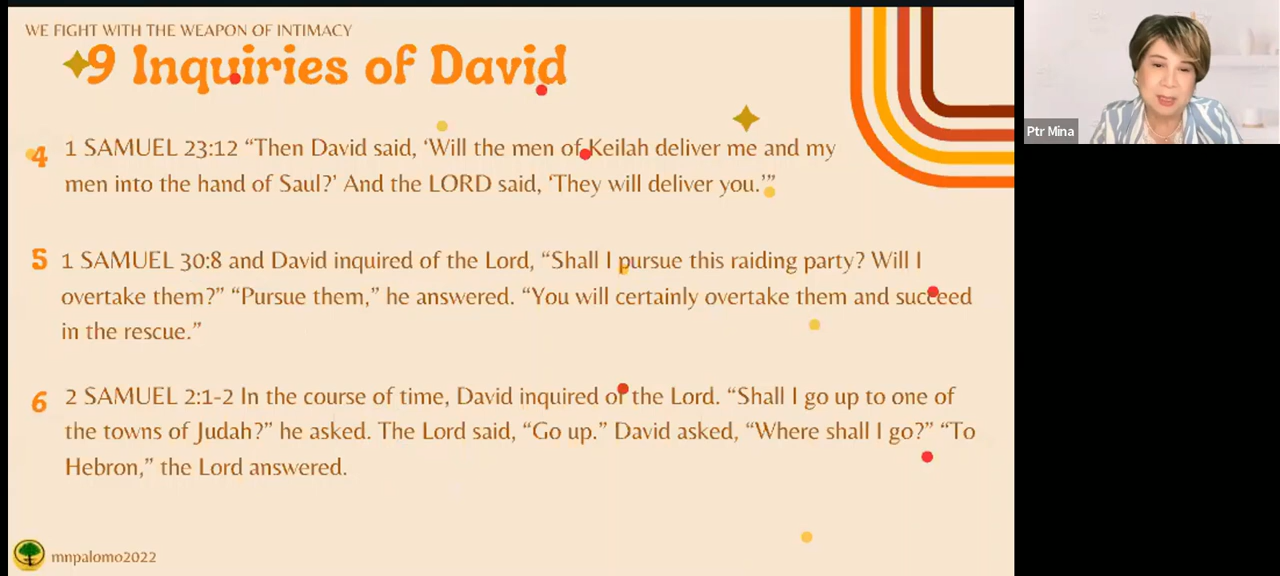 WE FIGHT WITH THE WEAPON OF INTIMACY
9 Inquiries of David
4 1 SAMUEL 23:12 “Then David said, ‘Will the men of Keilah deliver me and my
men into the hand of Saul?’ And the LORD said, ‘They will deliver you.’”
5 1 SAMUEL 30:8 and David inquired of the Lord, “Shall I pursue this raiding party? Will I
overtake them?” “Pursue them,” he answered. “You will certainly overtake them and succeed
in the rescue.”
6 2 SAMUEL 2:1-2 In the course of time, David inquired of the Lord. “Shall I go up to one of
the towns of Judah?” he asked. The Lord said, “Go up.” David asked, “Where shall I go?” “To
Hebron,” the Lord answered.
mnpalomo2022
Ptr Mina